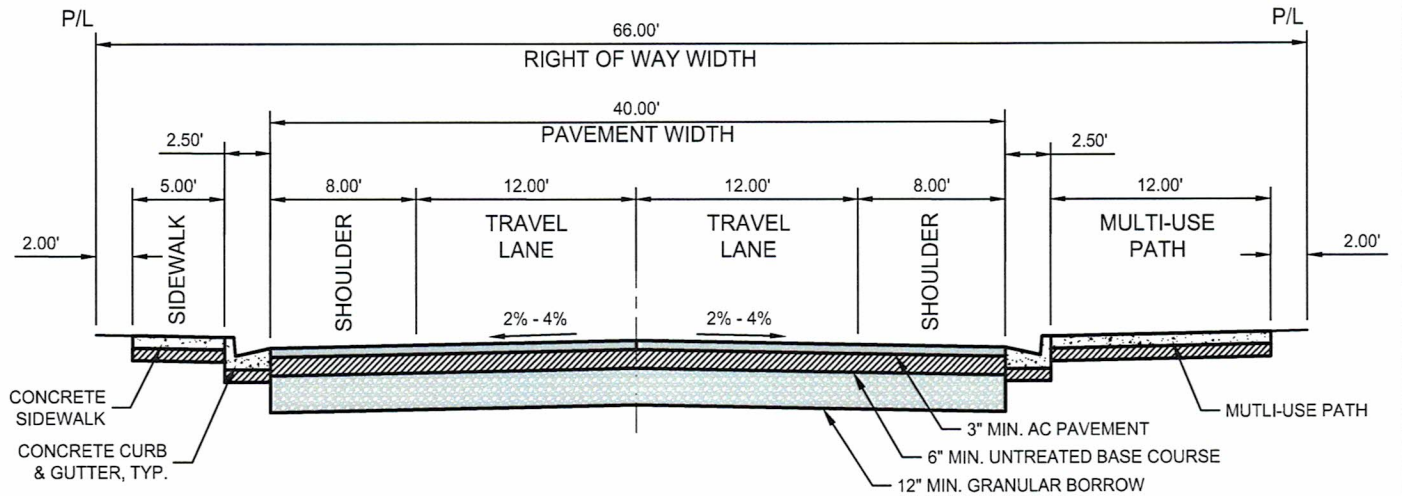 P/L
P/L
66.00'
RIGHT OF WAY WIDTH
40.00'
PAVEMENT WIDTH
2.50'
2.50'
5.00'
8.00'
12.00'
12.00'
8.00'
12.00'
SIDEWALK
SHOULDER
TRAVEL
LANE
TRAVEL
LANE
SHOULDER
MULTI-USE
PATH
2.00'
2.00'
2% - 4%
2% - 4%
CONCRETE
SIDEWALK
CONCRETE CURB
& GUTTER, TYP.
MUTLI-USE PATH
3" MIN. AC PAVEMENT
6" MIN. UNTREATED BASE COURSE
12" MIN. GRANULAR BORROW